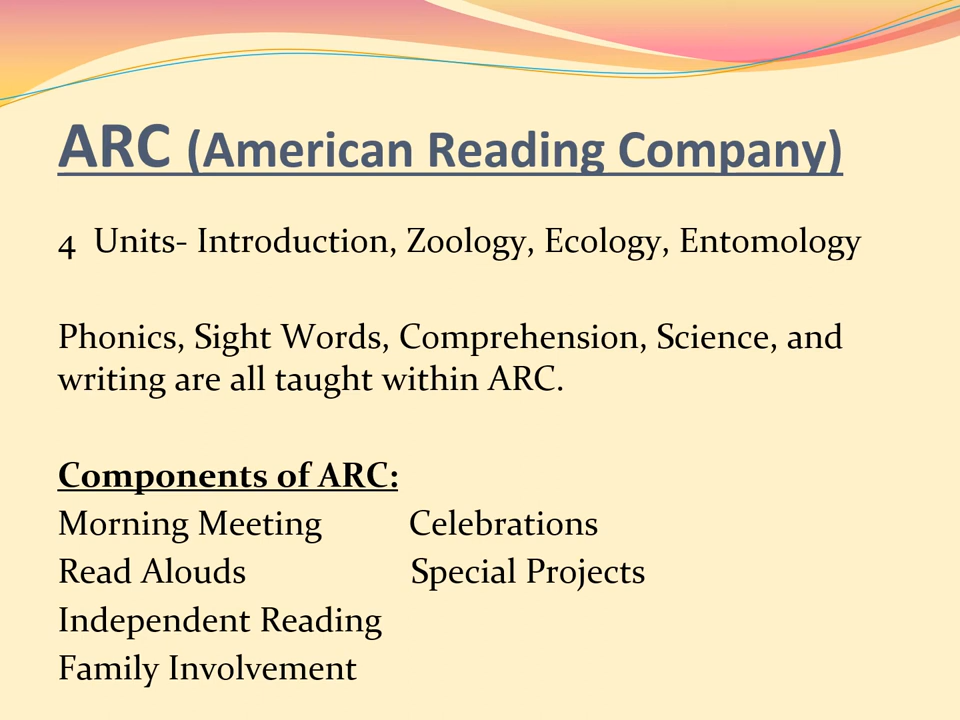 ARC (American Reading Company)
4 Units- Introduction, Zoology, Ecology, Entomology
Phonics, Sight Words, Comprehension, Science, and
writing are all taught within ARC.
Components of ARC:
Morning Meeting Celebrations
Read Alouds Special Projects
Independent Reading
Family Involvement